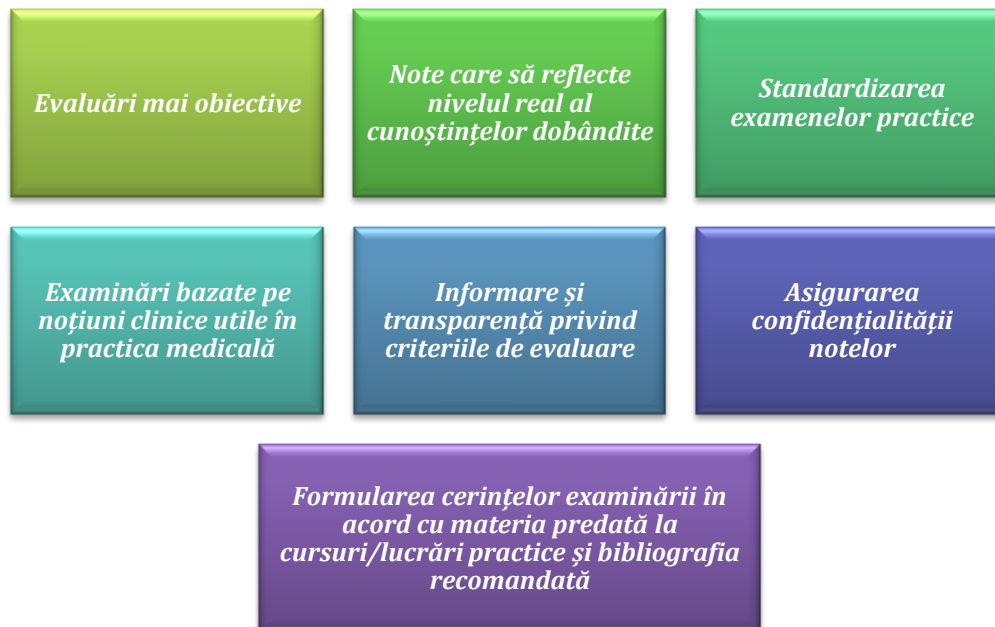 Evaluări mai obiective
Note care să reflecte
nivelul real al
cunoștințelor dobândite
Standardizarea
examenelor practice
Examinări bazate pe
noțiuni clinice utile în
practica medicală
Informare și
transparență privind
criteriile de evaluare
Asigurarea
confidențialității
notelor
Formularea cerințelor examinării în
acord cu materia predată la
cursuri/lucrări practice și bibliografia
recomandată